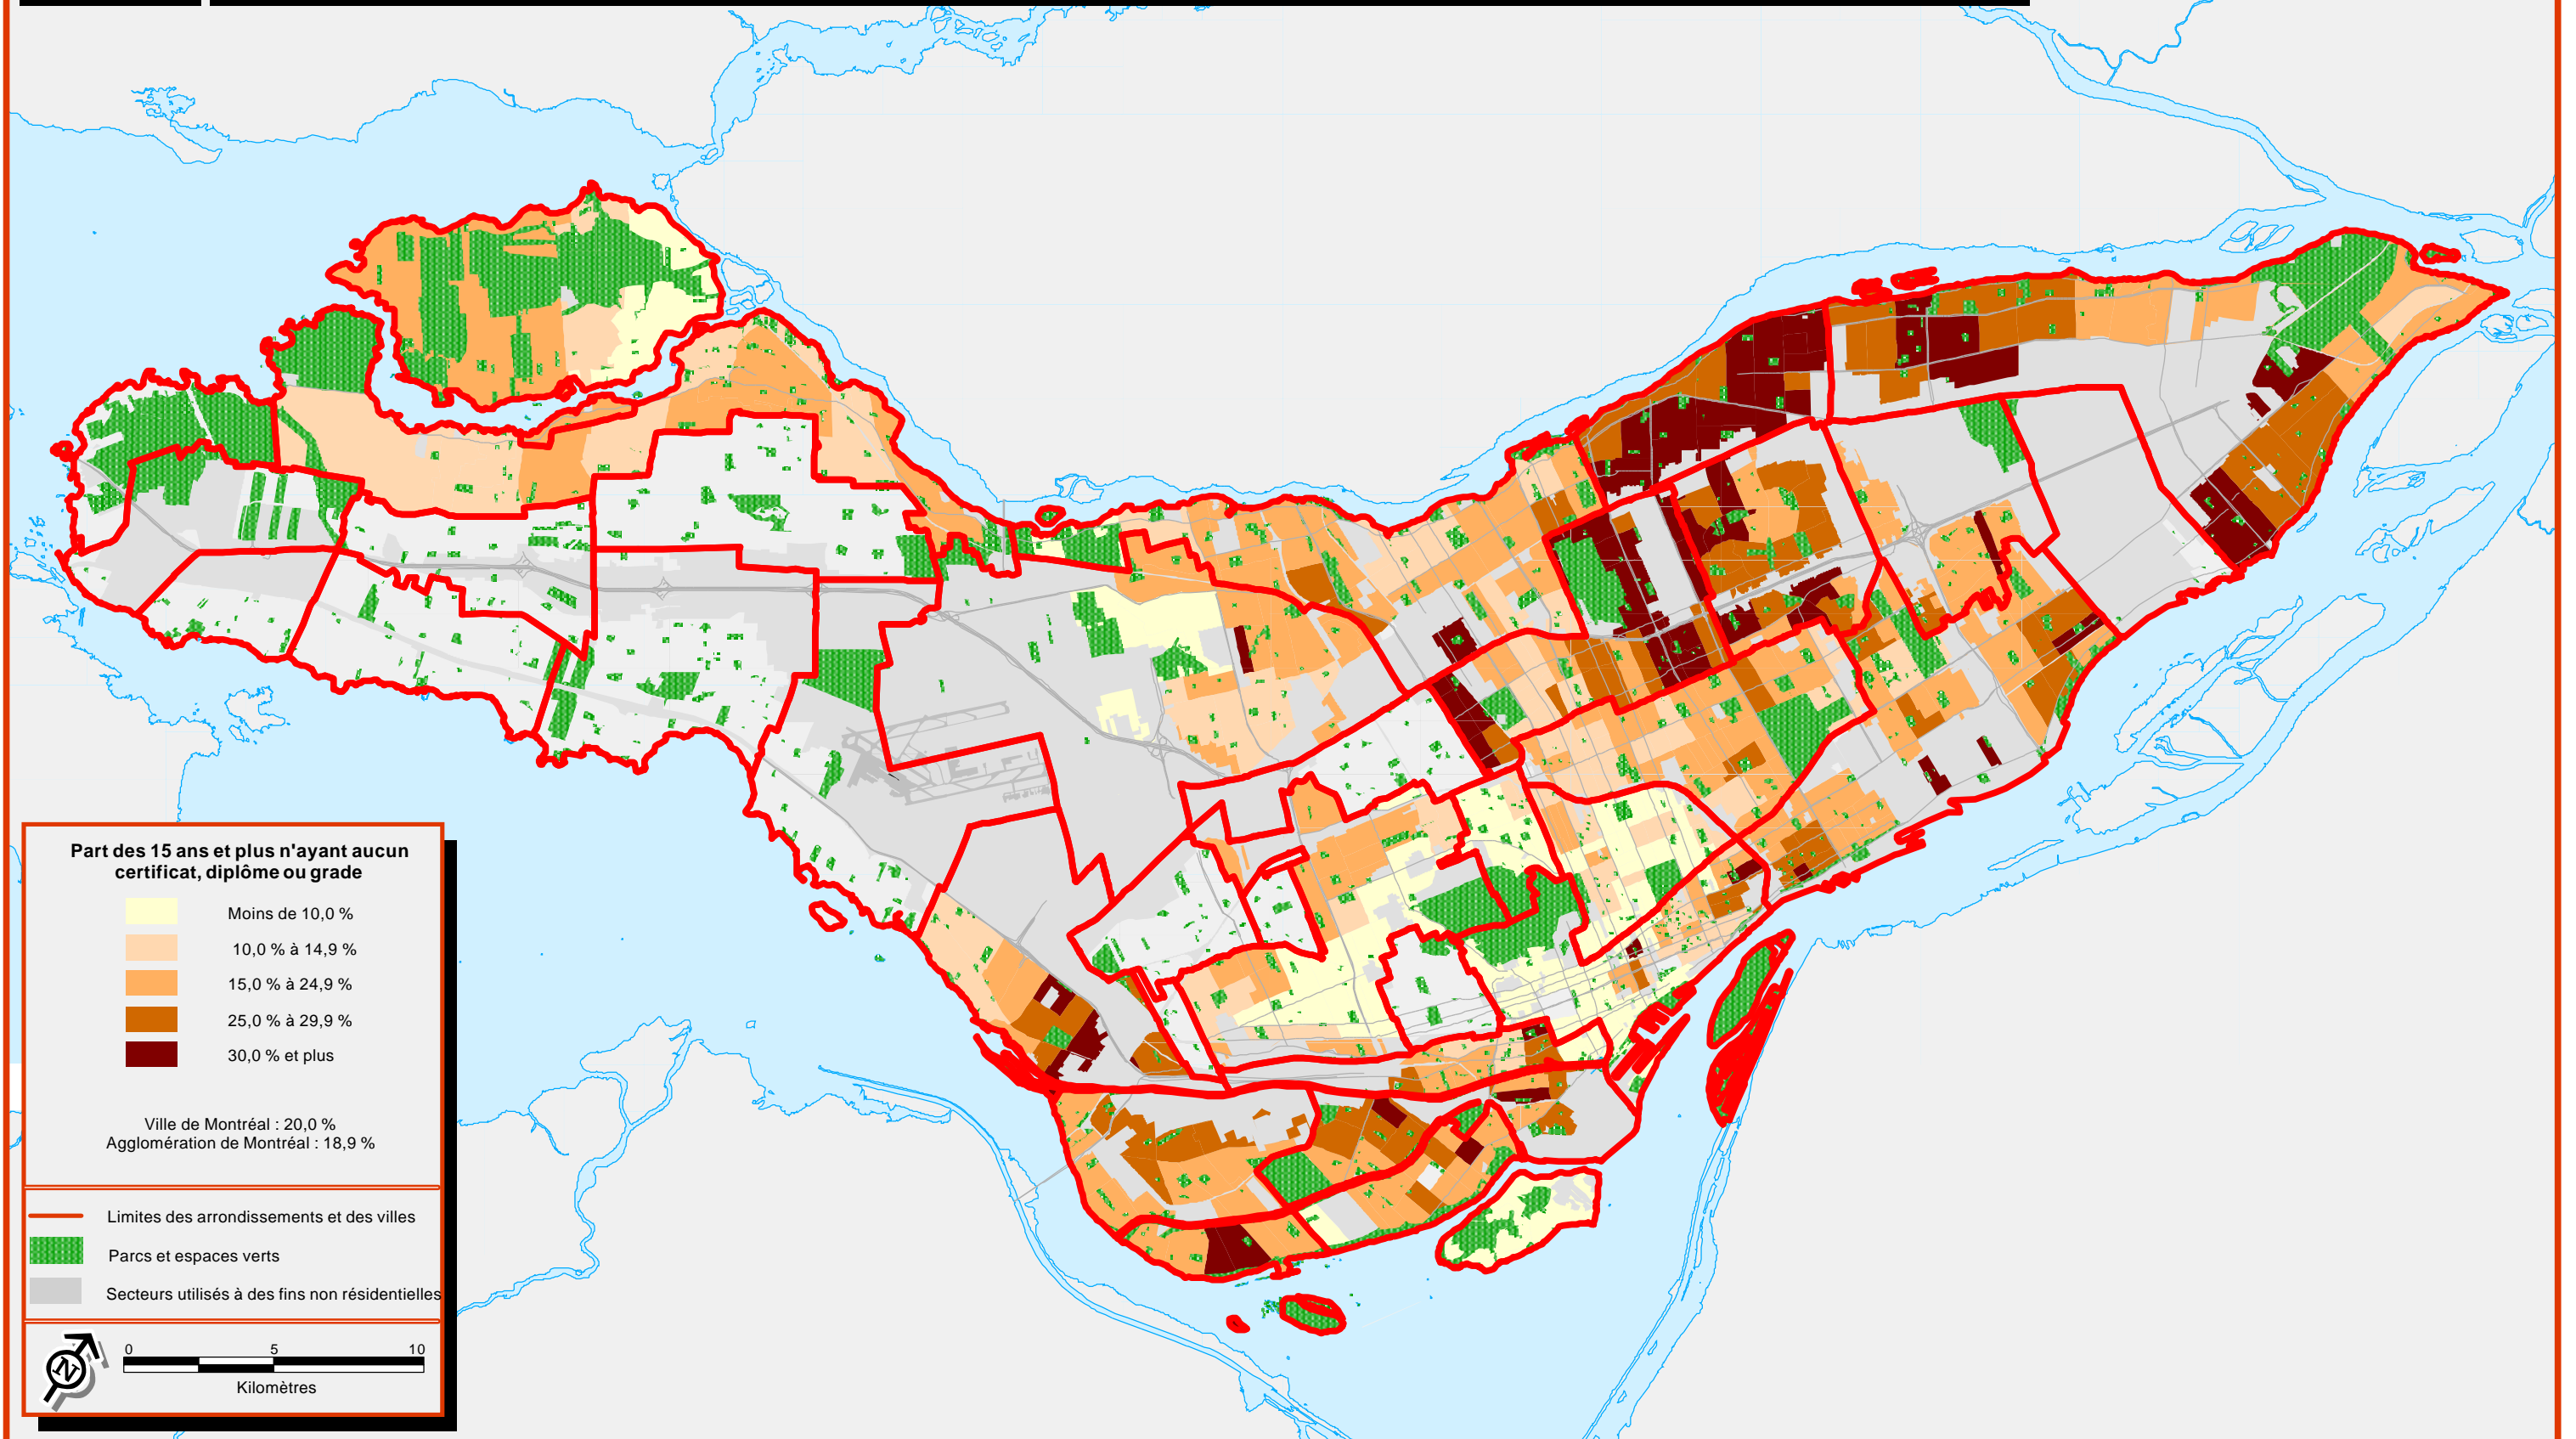 Part des 15 ans et plus n'ayant aucun
certificat, diplôme ou grade
Moins de 10,0 %
10,0 % à 14,9 %
15,0 % à 24,9 %
25,0 % à 29,9 %
30,0 % et plus
Ville de Montréal : 20,0 %
Agglomération de Montréal : 18,9 %
Limites des arrondissements et des villes
Parcs et espaces verts
Secteurs utilisés à des fins non résidentielles
N
0 5 10
Kilomètres